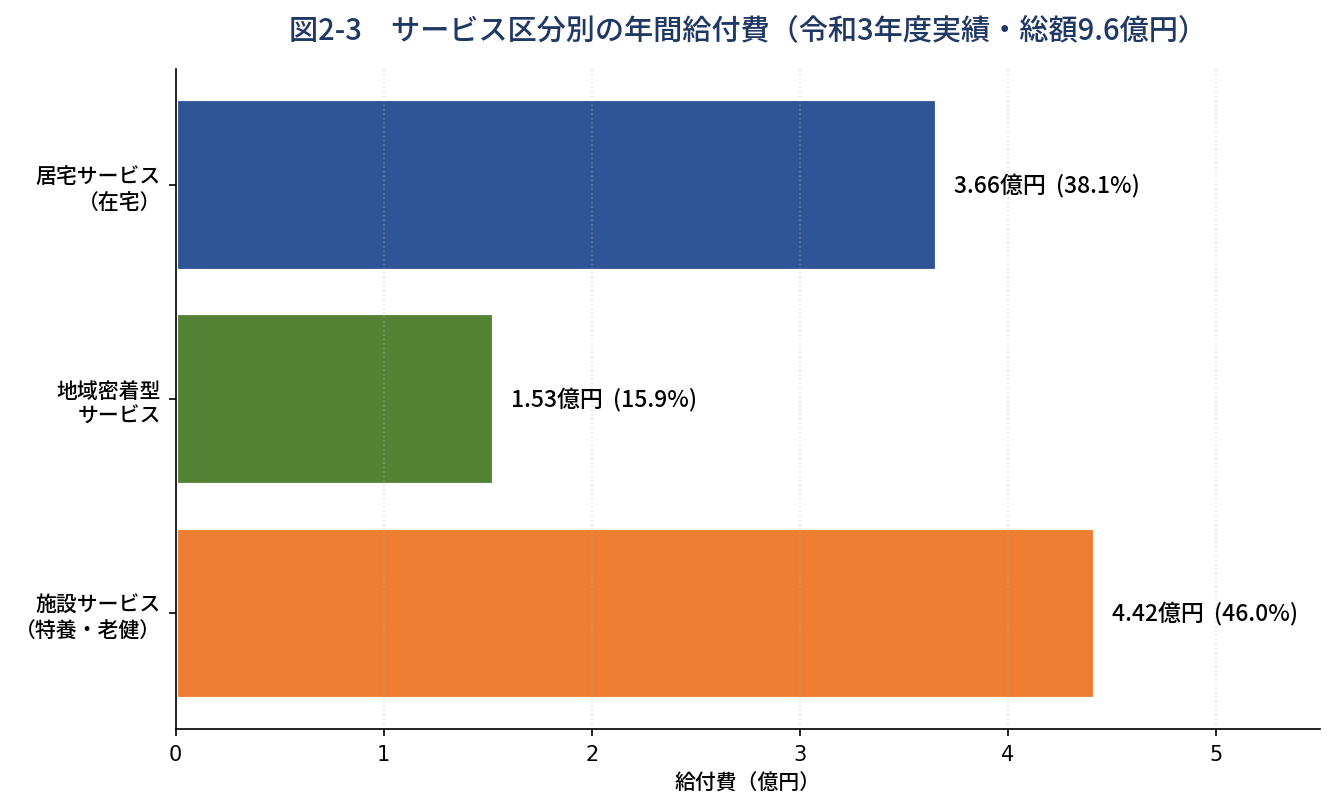 図2-3　サービス区分別の年間給付費（令和3年度実績・総額9.6億円）
居宅サービス
（在宅）
3.66億円 (38.1%)
地域密着型
サービス
1.53億円 (15.9%)
施設サービス
（特養・老健）
4.42億円 (46.0%)
0 1 2 3 4 5
給付費（億円）